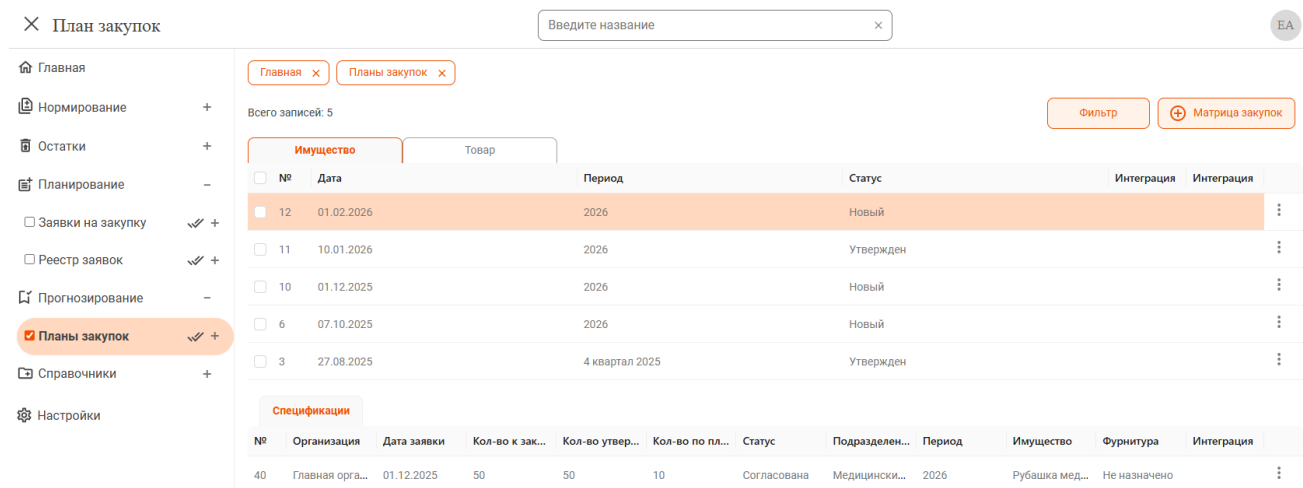 План закупок
Введите название
EA
Главная
Нормирование
Остатки
Планирование
Заявки на закупку
Реестр заявок
Прогнозирование
Планы закупок
Справочники
Настройки
Главная
Планы закупок
Всего записей: 5
Фильтр
Матрица закупок
Имущество Товар
№ Дата Период Статус Интеграция Интеграция
12 01.02.2026 2026 Новый
11 10.01.2026 2026 Утвержден
10 01.12.2025 2026 Новый
6 07.10.2025 2026 Новый
3 27.08.2025 4 квартал 2025 Утвержден
Спецификации
№ Организация Дата заявки Кол-во к зак... Кол-во утвер... Кол-во по пл... Статус Подразделен... Период Имущество Фурнитура Интеграция
40 Главная орга... 01.12.2025 50 50 10 Согласована Медицински... 2026 Рубашка мед... Не назначено